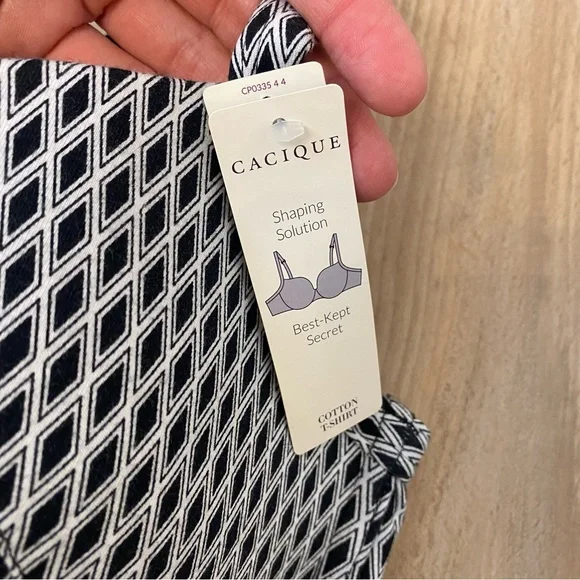 CP0335 4 4
CACIQUE
Shaping
Solution
Best-Kept
Secret
COTTON
T-SHIRT